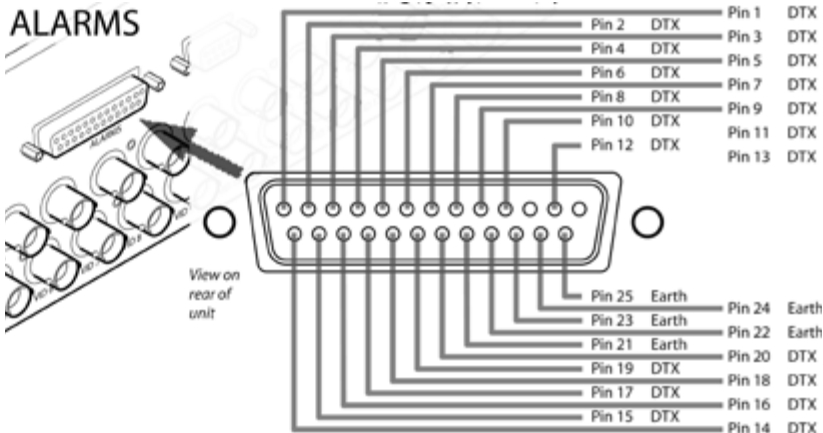 ALARMS
Pin 1 DTX
Pin 2 DTX
Pin 3 DTX
Pin 4 DTX
Pin 5 DTX
Pin 6 DTX
Pin 7 DTX
Pin 8 DTX
Pin 9 DTX
Pin 10 DTX
Pin 11 DTX
Pin 12 DTX
Pin 13 DTX
ALARMS
View on
rear of
unit
Pin 25 Earth
Pin 24 Earth
Pin 23 Earth
Pin 22 Earth
Pin 21 Earth
Pin 20 DTX
Pin 19 DTX
Pin 18 DTX
Pin 17 DTX
Pin 16 DTX
Pin 15 DTX
Pin 14 DTX